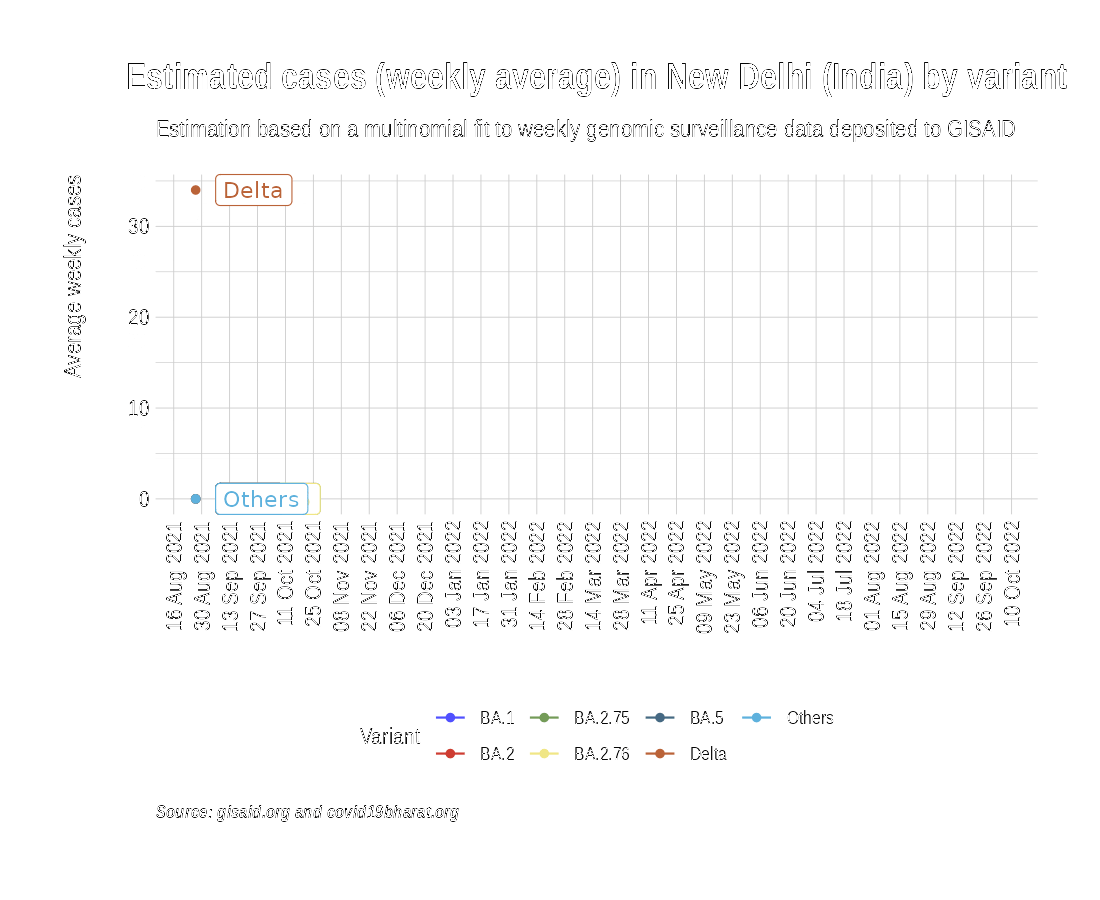 Estimated cases (weekly average) in New Delhi (India) by variant
Estimation based on a multinomial fit to weekly genomic surveillance data deposited to GISAID
Average weekly cases
Delta
30
20
10
0
Others
16 Aug 2021
30 Aug 2021
13 Sep 2021
27 Sep 2021
11 Oct 2021
25 Oct 2021
08 Nov 2021
22 Nov 2021
06 Dec 2021
20 Dec 2021
03 Jan 2022
17 Jan 2022
31 Jan 2022
14 Feb 2022
28 Feb 2022
14 Mar 2022
28 Mar 2022
11 Apr 2022
25 Apr 2022
09 May 2022
23 May 2022
06 Jun 2022
20 Jun 2022
04 Jul 2022
18 Jul 2022
01 Aug 2022
15 Aug 2022
29 Aug 2022
12 Sep 2022
26 Sep 2022
10 Oct 2022
Variant
BA.1 BA.2.75 BA.5 Others
BA.2 BA.2.76 Delta
Source: gisaid.org and covid19bharat.org